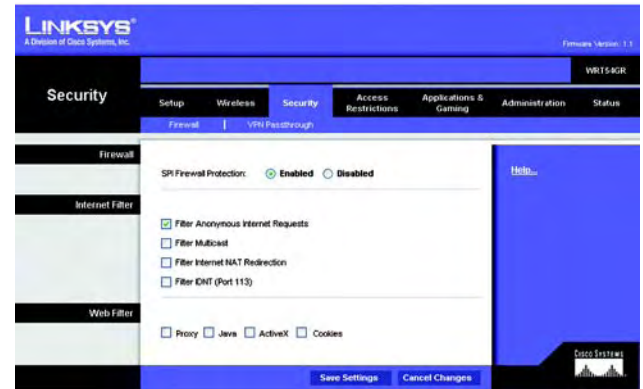 LINKSYS®
A Division of Cisco Systems, Inc.
Firmware Version: 1.1
WRT54GR
Security
Setup Wireless Security Access Restrictions Applications & Gaming Administration Status
Firewall | VPN Passthrough
Firewall
SPI Firewall Protection: Enabled Disabled
Help...
Internet Filter
Filter Anonymous Internet Requests
Filter Multicast
Filter Internet NAT Redirection
Filter IDNT (Port 113)
Web Filter
Proxy Java ActiveX Cookies
Save Settings Cancel Changes
CISCO SYSTEMS